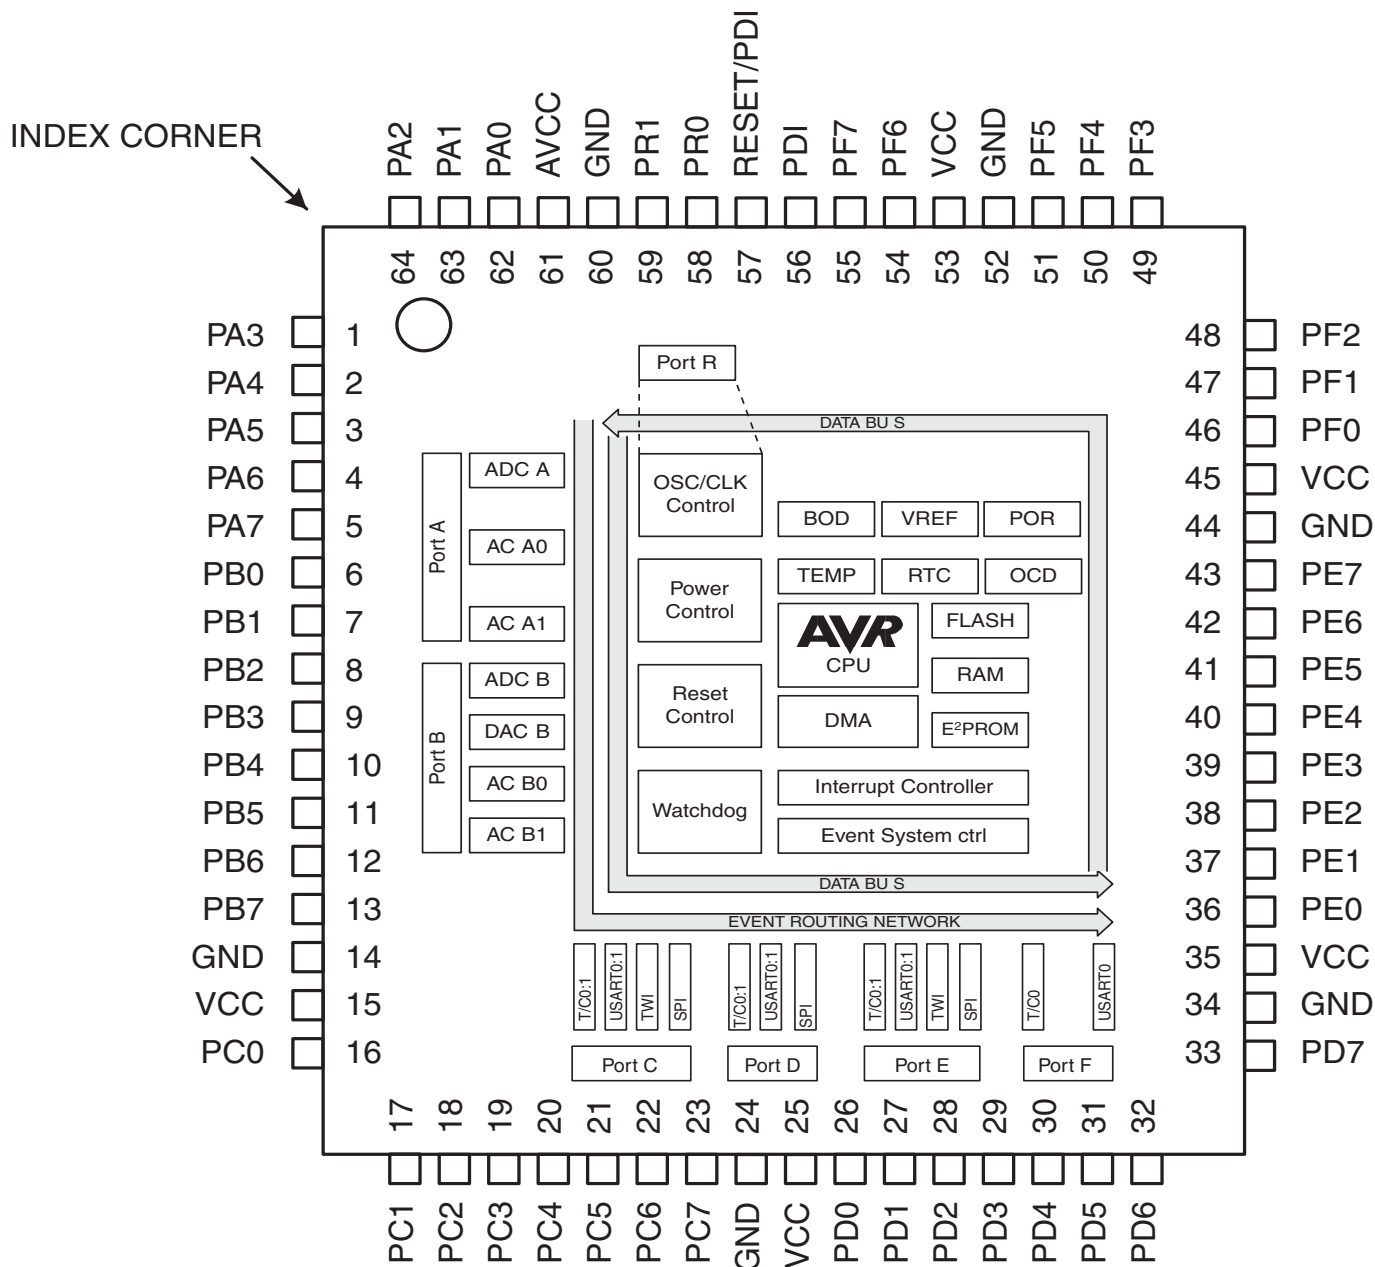 INDEX CORNER
PA2
PA1
PA0
AVCC
GND
PR1
PR0
RESET/PDI
PDI
PF7
PF6
VCC
GND
PF5
PF4
PF3
64
63
62
61
60
59
58
57
56
55
54
53
52
51
50
49
PA3 1
PA4 2
PA5 3
PA6 4
PA7 5
PB0 6
PB1 7
PB2 8
PB3 9
PB4 10
PB5 11
PB6 12
PB7 13
GND 14
VCC 15
PC0 16
Port R
DATA BU S
OSC/CLK
Control
Power
Control
Reset
Control
Watchdog
BOD
VREF
POR
TEMP
RTC
OCD
AVR
CPU
FLASH
RAM
DMA
E²PROM
Interrupt Controller
Event System ctrl
DATA BU S
EVENT ROUTING NETWORK
Port A
ADC A
AC A0
AC A1
Port B
ADC B
DAC B
AC B0
AC B1
T/C0:1
USART0:1
TWI
SPI
T/C0:1
USART0:1
SPI
T/C0:1
USART0:1
TWI
SPI
T/C0
USART0
Port C
Port D
Port E
Port F
48 PF2
47 PF1
46 PF0
45 VCC
44 GND
43 PE7
42 PE6
41 PE5
40 PE4
39 PE3
38 PE2
37 PE1
36 PE0
35 VCC
34 GND
33 PD7
17
18
19
20
21
22
23
24
25
26
27
28
29
30
31
32
PC1
PC2
PC3
PC4
PC5
PC6
PC7
GND
VCC
PD0
PD1
PD2
PD3
PD4
PD5
PD6